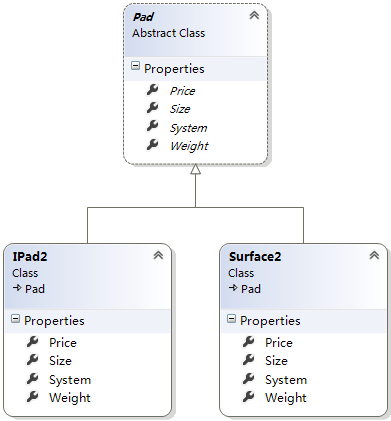 Pad
Abstract Class
Properties
Price
Size
System
Weight
IPad2
Class
Pad
Properties
Price
Size
System
Weight
Surface2
Class
Pad
Properties
Price
Size
System
Weight